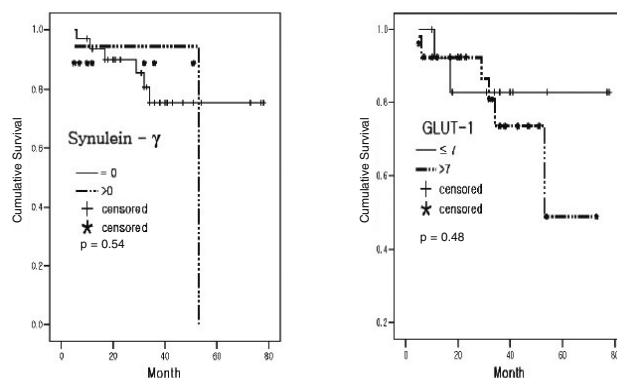 Cumulative Survival
1.0
0.8
0.6
0.4
0.2
0.0
Synulein - γ
= 0
>0
censored
censored
p = 0.54
0
20
40
60
80
Month
Cumulative Survival
1.0
0.8
0.6
0.4
0.2
GLUT-1
≤ 7
>7
censored
censored
p = 0.48
0
20
40
60
80
Month